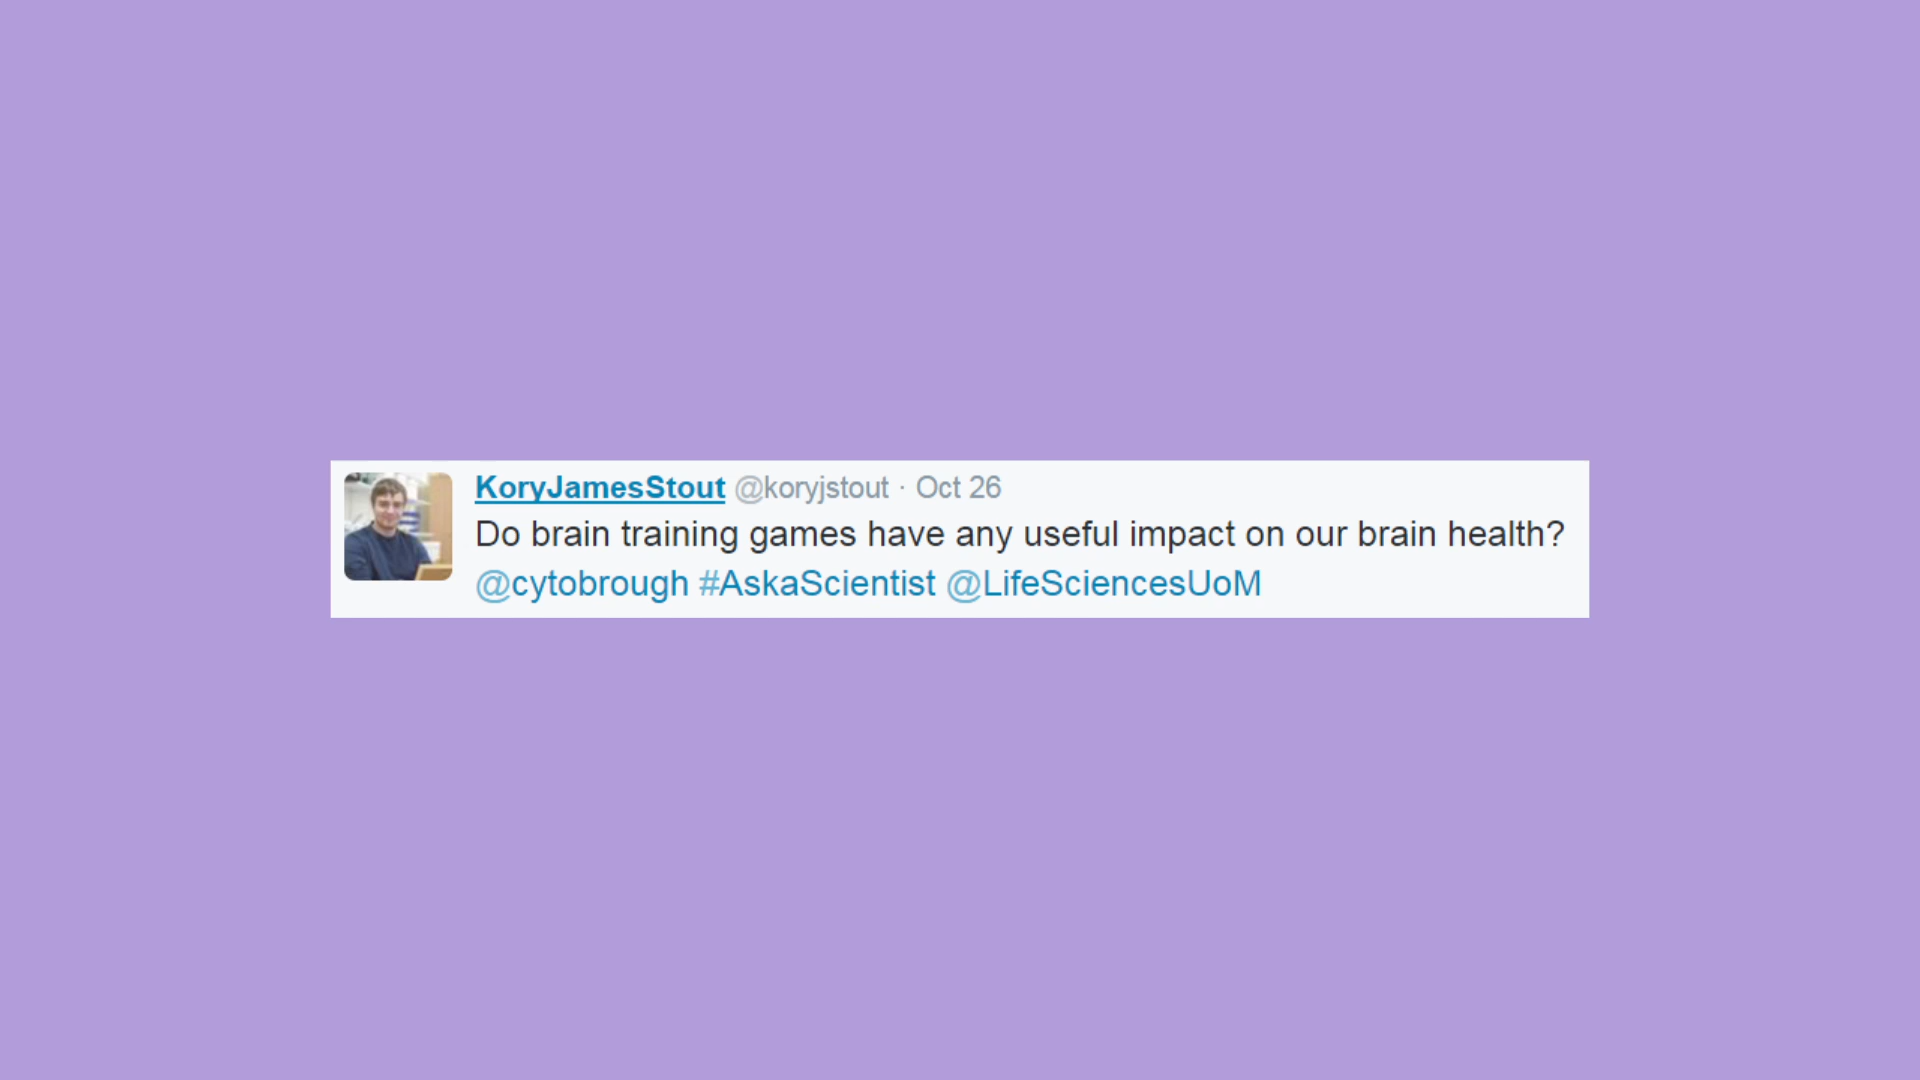 KoryJamesStout @koryjstout · Oct 26
Do brain training games have any useful impact on our brain health?
@cytobrough #AskaScientist @LifeSciencesUoM